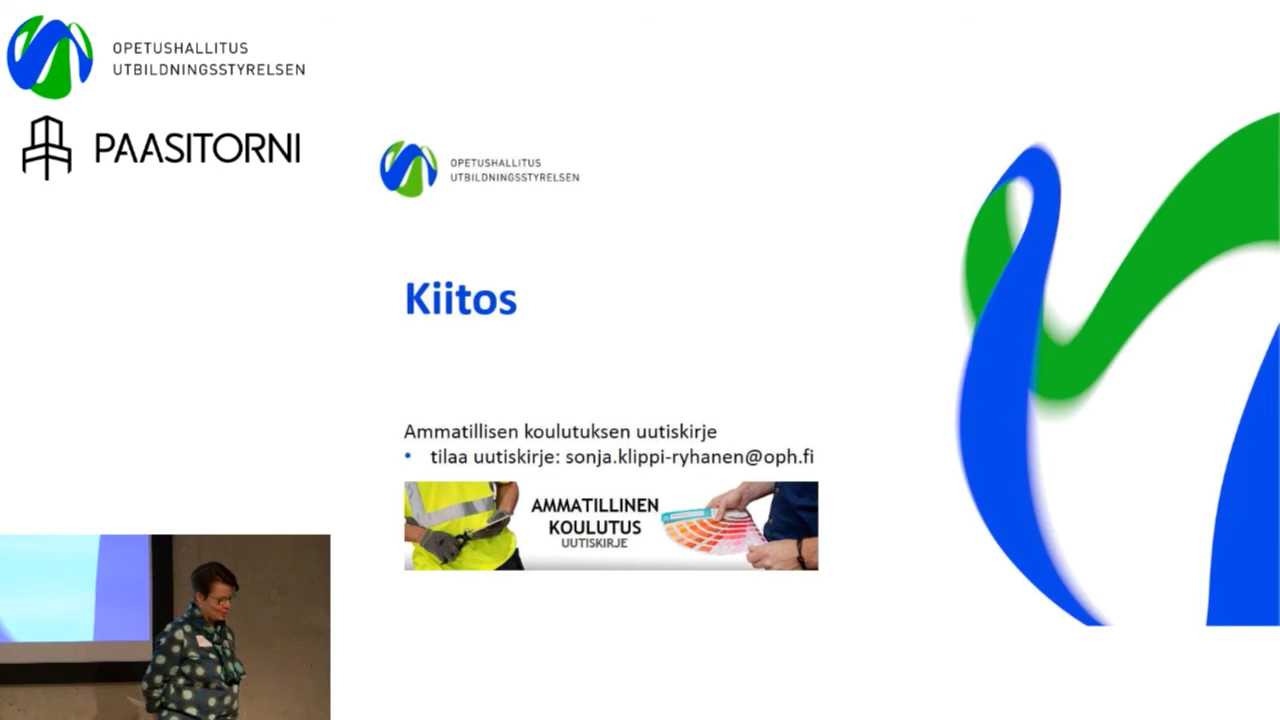 OPETUSHALLITUS
UTBILDNINGSSTYRELSEN
PAASITORNI
OPETUSHALLITUS
UTBILDNINGSSTYRELSEN
Kiitos
Ammatillisen koulutuksen uutiskirje
• tilaa uutiskirje: sonja.klippi-ryhanen@oph.fi
AMMATILLINEN
KOULUTUS
UUTISKIRJE